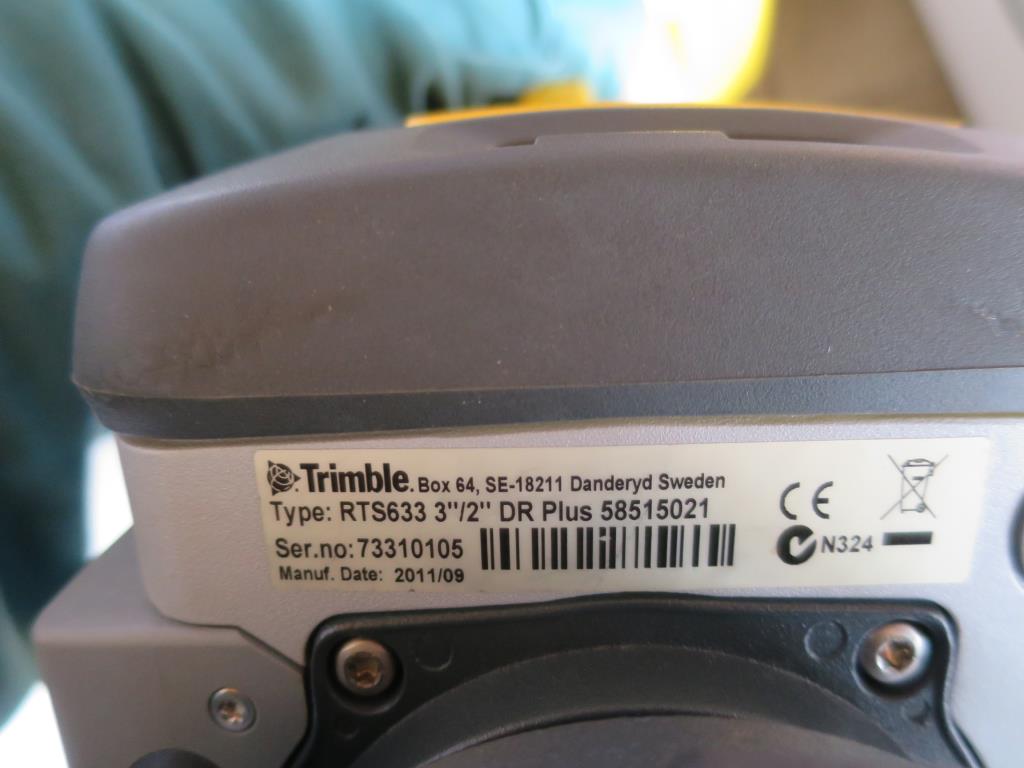 Trimble. Box 64, SE-18211 Danderyd Sweden
Type: RTS633 3"/2" DR Plus 58515021
Ser.no: 73310105
Manuf. Date: 2011/09
CE
N324